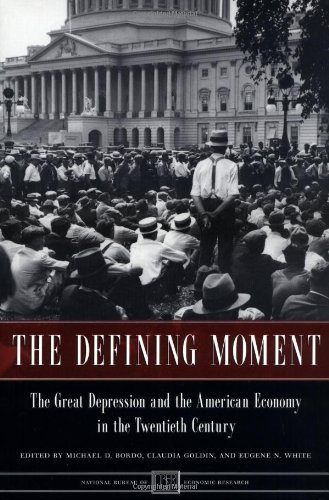 THE DEFINING MOMENT
The Great Depression and the American Economy
in the Twentieth Century
EDITED BY MICHAEL D. BORDO, CLAUDIA GOLDIN, AND EUGENE N. WHITE
NATIONAL BUREAU OF ECONOMIC RESEARCH